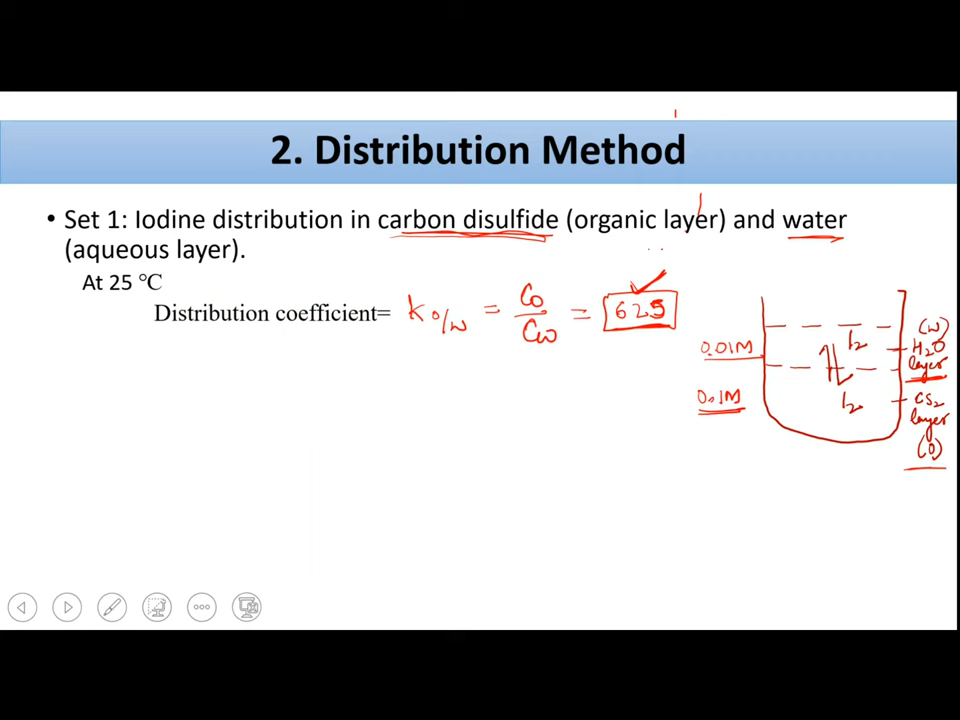 2. Distribution Method
• Set 1: Iodine distribution in carbon disulfide (organic layer) and water
(aqueous layer).
At 25 °C
Distribution coefficient= K o/w = Co / Cw = 625
(W)
0.01M I2 H2O
layer
0.1M I2 CS2
layer
(O)